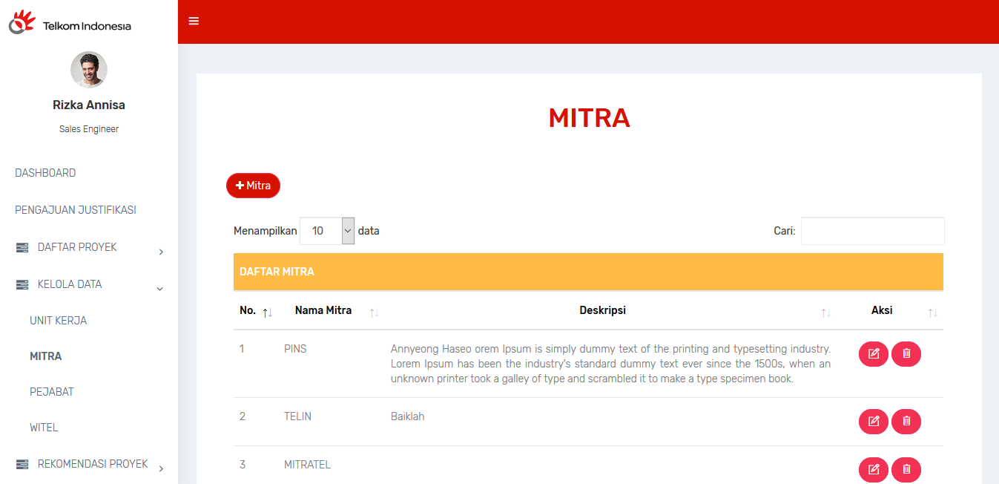 Telkom Indonesia
Rizka Annisa
Sales Engineer
DASHBOARD
PENGAJUAN JUSTIFIKASI
DAFTAR PROYEK
KELOLA DATA
UNIT KERJA
MITRA
PEJABAT
WITEL
REKOMENDASI PROYEK
MITRA
Mitra
Menampilkan 10 data
Cari:
DAFTAR MITRA
No. Nama Mitra Deskripsi Aksi
1 PINS Annyeong Haseo orem Ipsum is simply dummy text of the printing and typesetting industry.
Lorem Ipsum has been the industry's standard dummy text ever since the 1500s, when an
unknown printer took a galley of type and scrambled it to make a type specimen book.
2 TELIN Baiklah
3 MITRATEL